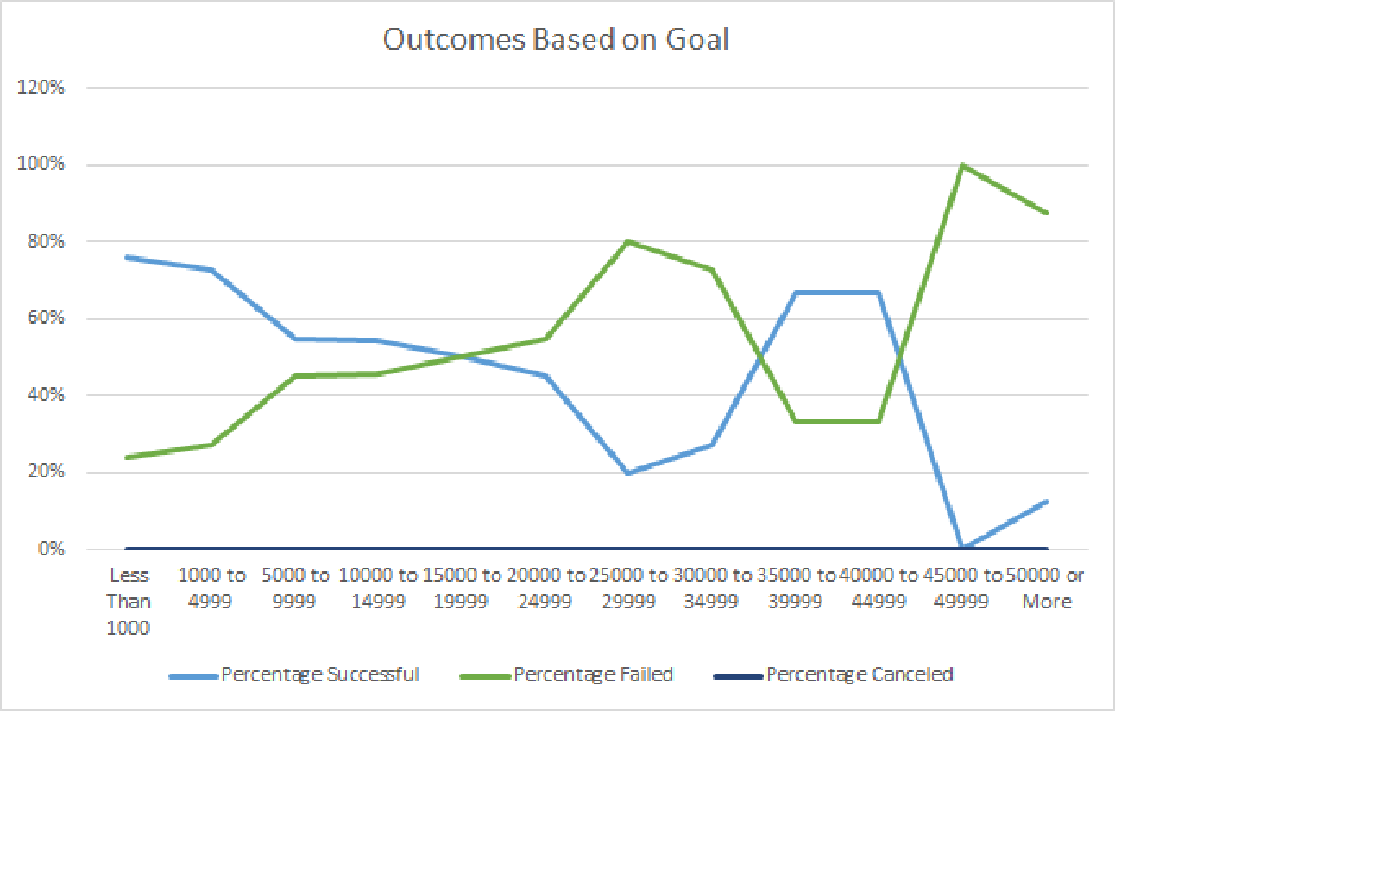 Outcomes Based on Goal
120%
100%
80%
60%
40%
20%
0%
Less Than 1000
1000 to 4999
5000 to 9999
10000 to 14999
15000 to 19999
20000 to 24999
25000 to 29999
30000 to 34999
35000 to 39999
40000 to 44999
45000 to 49999
50000 or More
Percentage Successful
Percentage Failed
Percentage Canceled